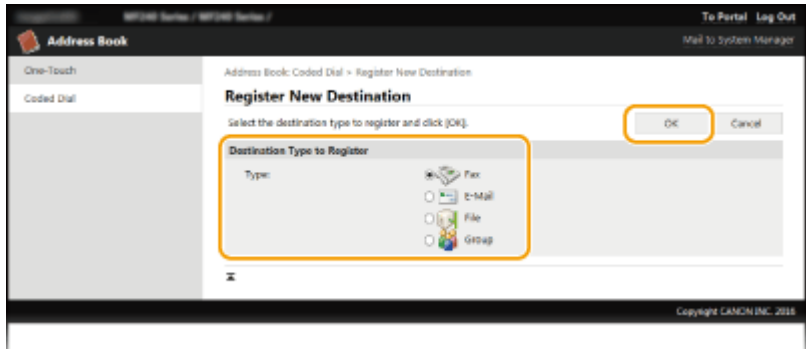 MF240 Series / MF240 Series /
To Portal Log Out
Address Book
Mail to System Manager
One-Touch
Coded Dial
Address Book: Coded Dial > Register New Destination
Register New Destination
Select the destination type to register and click [OK].
OK
Cancel
Destination Type to Register
Type:
Fax
E-Mail
File
Group
Copyright CANON INC. 2016